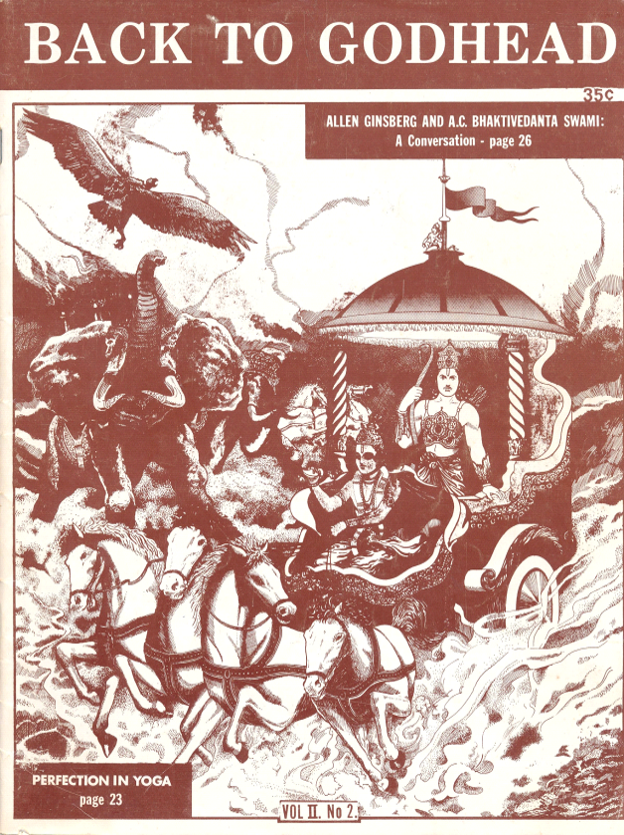 BACK TO GODHEAD
35¢
ALLEN GINSBERG AND A.C. BHAKTIVEDANTA SWAMI:
A Conversation - page 26
PERFECTION IN YOGA
page 23
VOL II. No 2.